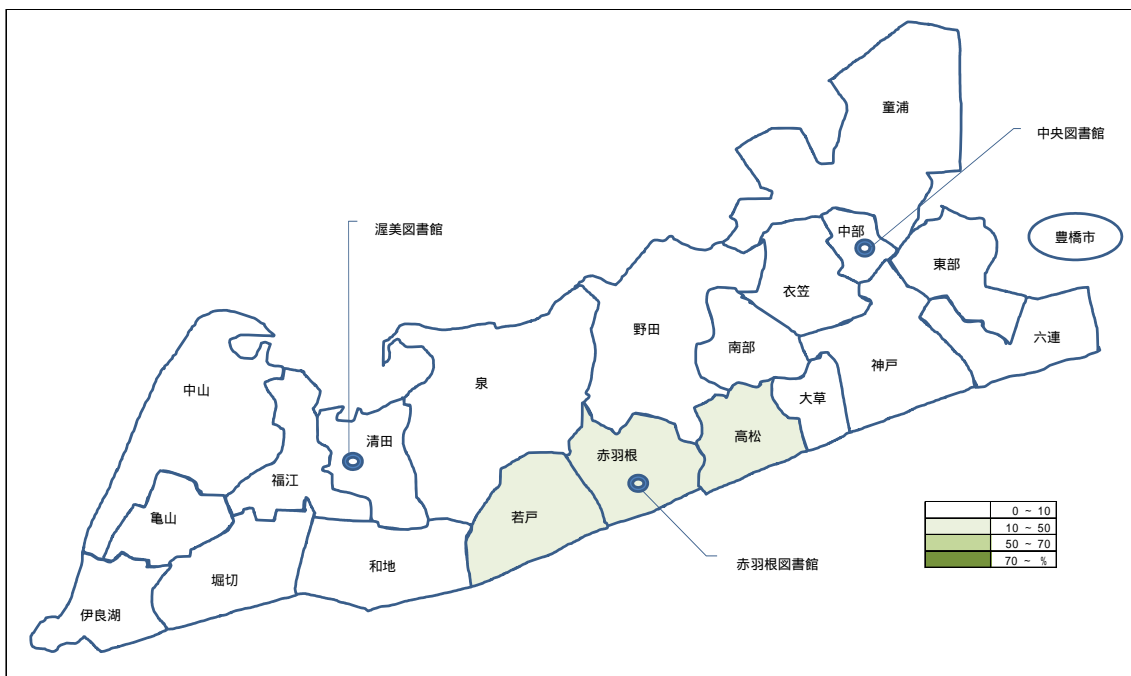 童浦
中央図書館
中部
豊橋市
渥美図書館
東部
衣笠
野田
六連
南部
神戸
中山
泉
大草
清田
高松
赤羽根
福江
亀山
若戸
0 ~ 10
10 ~ 50
50 ~ 70
70 ~ %
和地
赤羽根図書館
堀切
伊良湖